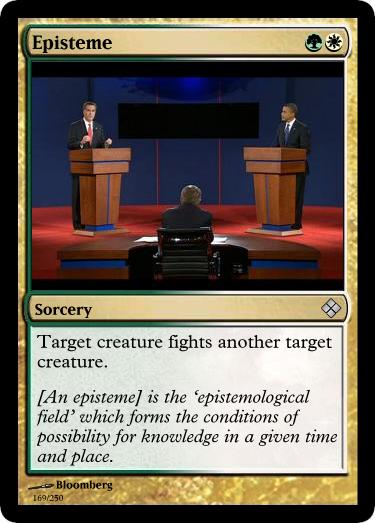 Episteme
Sorcery
Target creature fights another target
creature.
[An episteme] is the ‘epistemological
field’ which forms the conditions of
possibility for knowledge in a given time
and place.
Bloomberg
169/250